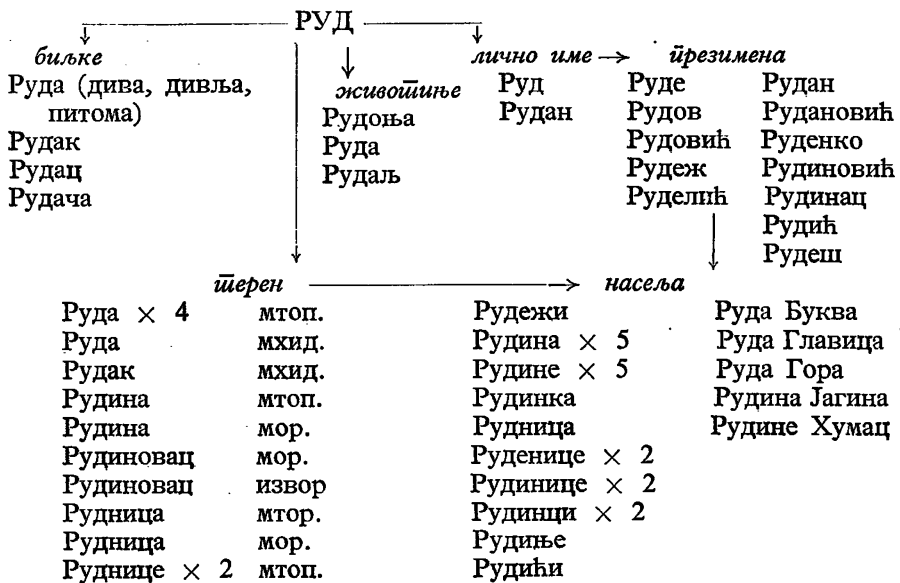 РУД
биљке
Руда (дива, дивља,
питома)
Рудак
Рудац
Рудача
животиње
Рудоња
Руда
Рудаљ
лично име → презимена
Руд Руде Рудан
Рудан Рудов Рудановић
Рудовић Руденко
Рудеж Рудиновић
Руделић Рудинац
Рудић
Рудеш
терен → насеља
Руда × 4 мтоп. Рудежи Руда Буква
Руда мхид. Рудина × 5 Руда Главица
Рудак мхид. Рудине × 5 Руда Гора
Рудина мтоп. Рудинка Рудина Јагина
Рудина мор. Рудница Рудине Хумац
Рудиновац мор. Руденице × 2
Рудиновац извор Рудинице × 2
Рудница мтор. Рудинци × 2
Рудница мор. Рудиње
Руднице × 2 мтоп. Рудићи